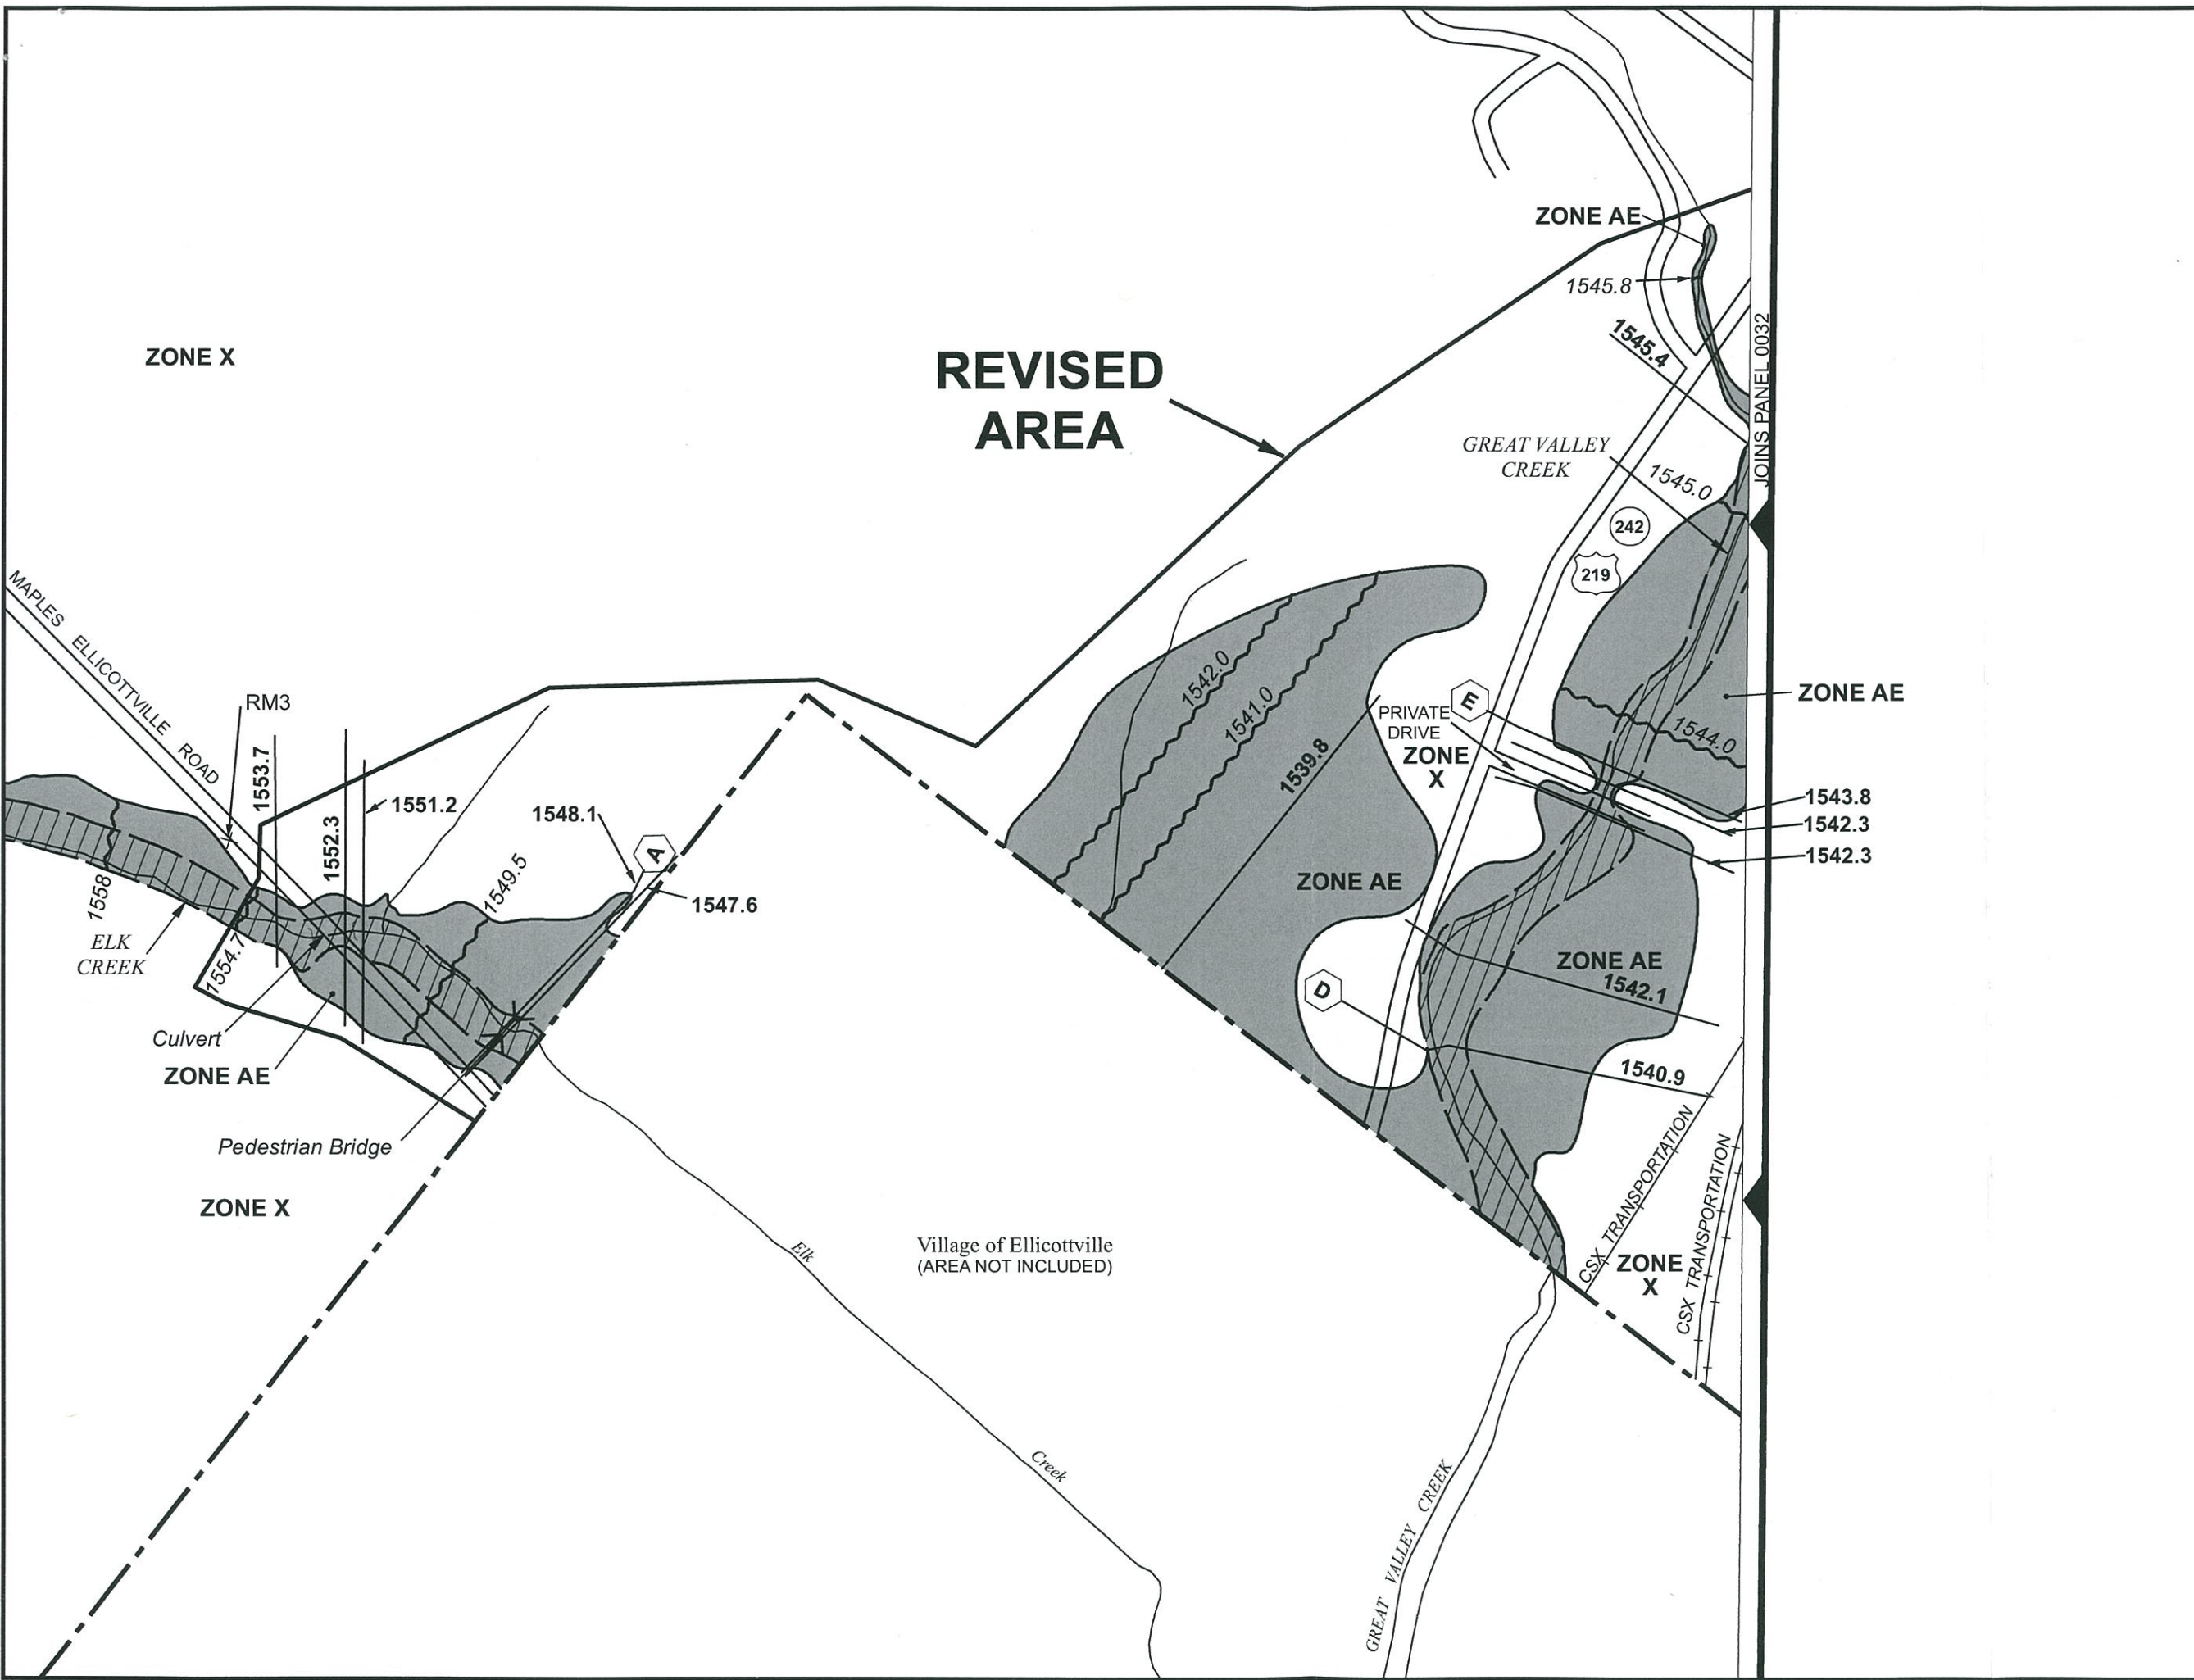 ZONE AE
1545.8
1545.4
JOINS PANEL 0032
ZONE X
REVISED
AREA
GREAT VALLEY
CREEK
1545.0
242
219
MAPLES ELLICOTTVILLE ROAD
RM3
1553.7
1552.3
1551.2
1548.1
A
1547.6
1549.5
1558
ELK
CREEK
1554.7
Culvert
ZONE AE
Pedestrian Bridge
ZONE X
1542.0
1541.0
1539.8
E
PRIVATE
DRIVE
ZONE
X
ZONE AE
1544.0
1543.8
1542.3
1542.3
ZONE AE
D
ZONE AE
1542.1
1540.9
CSX TRANSPORTATION
CSX TRANSPORTATION
ZONE
X
Village of Ellicottville
(AREA NOT INCLUDED)
Elk
Creek
GREAT VALLEY CREEK